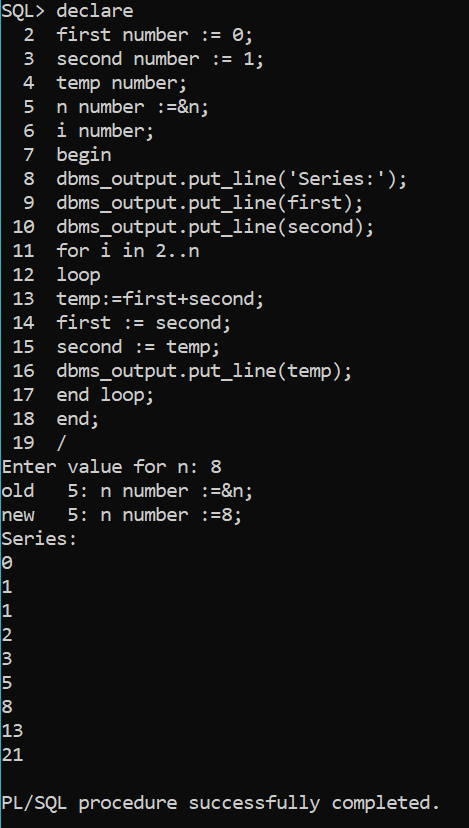 SQL> declare
  2  first number := 0;
  3  second number := 1;
  4  temp number;
  5  n number :=&n;
  6  i number;
  7  begin
  8  dbms_output.put_line('Series:');
  9  dbms_output.put_line(first);
 10  dbms_output.put_line(second);
 11  for i in 2..n
 12  loop
 13  temp:=first+second;
 14  first := second;
 15  second := temp;
 16  dbms_output.put_line(temp);
 17  end loop;
 18  end;
 19  /
Enter value for n: 8
old   5: n number :=&n;
new   5: n number :=8;
Series:
0
1
1
2
3
5
8
13
21

PL/SQL procedure successfully completed.